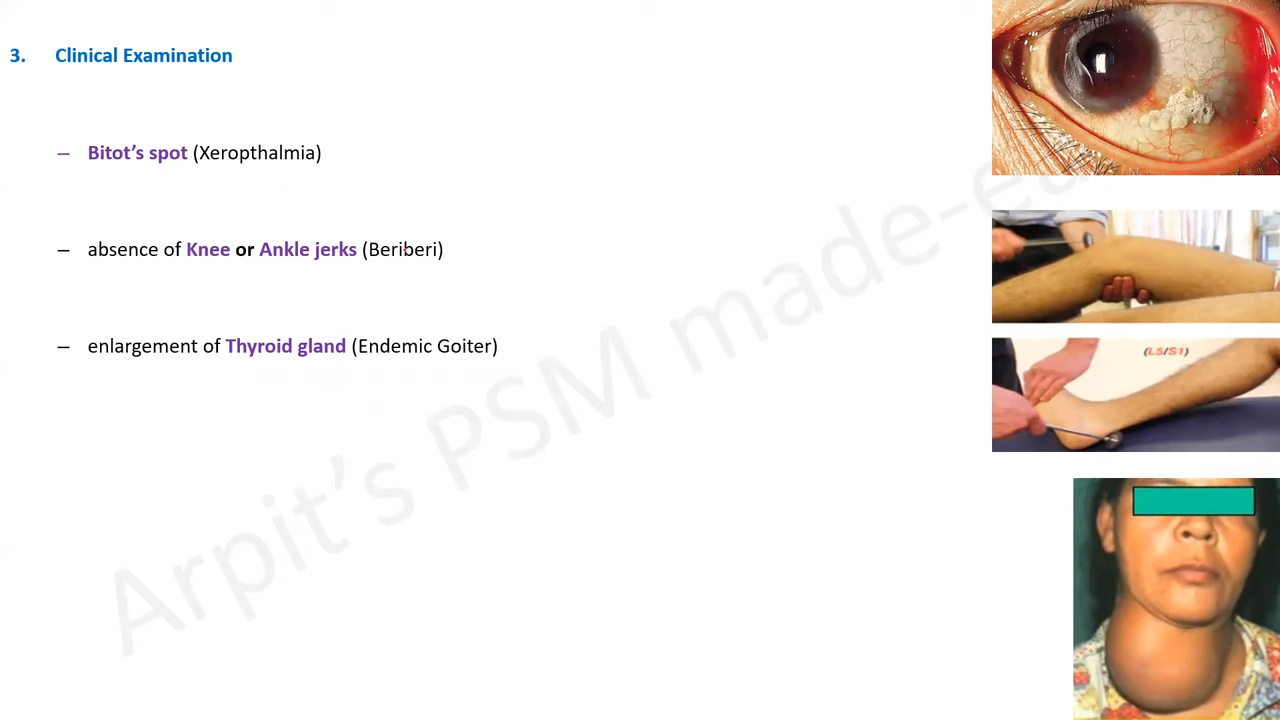 3. Clinical Examination
– Bitot’s spot (Xeropthalmia)
– absence of Knee or Ankle jerks (Beriberi)
– enlargement of Thyroid gland (Endemic Goiter)
(L5/S1)
Arpit’s PSM made-ea